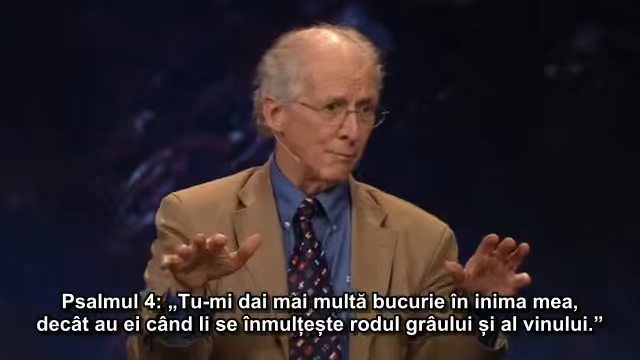 Psalmul 4: „Tu-mi dai mai multă bucurie în inima mea,
decât au ei când li se înmulțește rodul grâului și al vinului.”